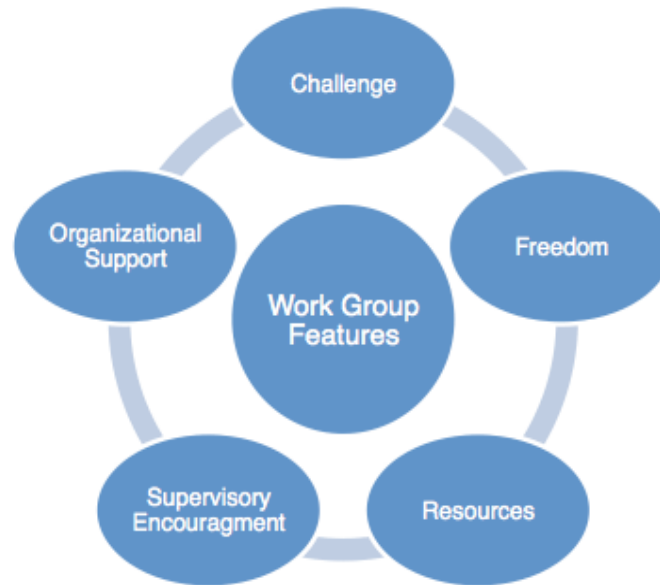 Challenge
Freedom
Resources
Supervisory
Encouragment
Organizational
Support
Work Group
Features